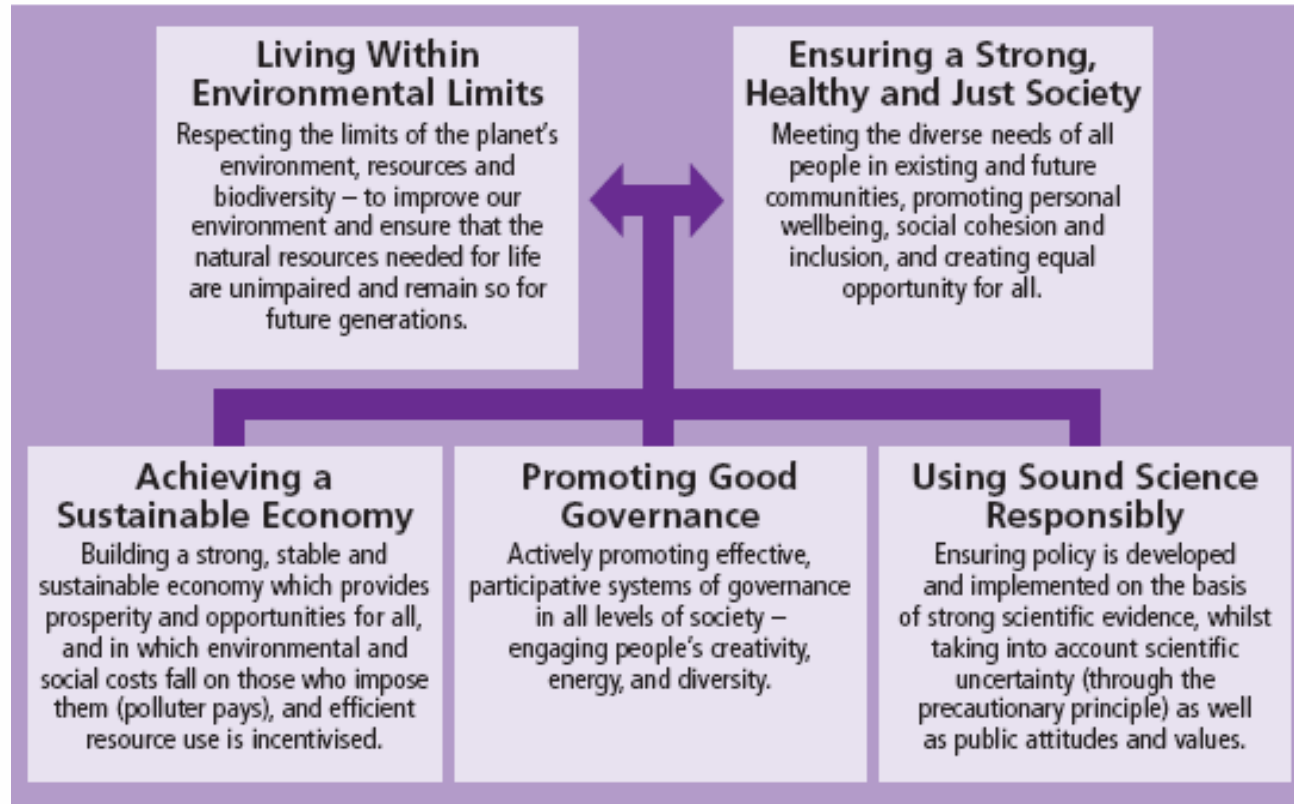 Living Within
Environmental Limits
Respecting the limits of the planet's
environment, resources and
biodiversity – to improve our
environment and ensure that the
natural resources needed for life
are unimpaired and remain so for
future generations.
Ensuring a Strong,
Healthy and Just Society
Meeting the diverse needs of all
people in existing and future
communities, promoting personal
wellbeing, social cohesion and
inclusion, and creating equal
opportunity for all.
Achieving a
Sustainable Economy
Building a strong, stable and
sustainable economy which provides
prosperity and opportunities for all,
and in which environmental and
social costs fall on those who impose
them (polluter pays), and efficient
resource use is incentivised.
Promoting Good
Governance
Actively promoting effective,
participative systems of governance
in all levels of society –
engaging people's creativity,
energy, and diversity.
Using Sound Science
Responsibly
Ensuring policy is developed
and implemented on the basis
of strong scientific evidence, whilst
taking into account scientific
uncertainty (through the
precautionary principle) as well
as public attitudes and values.